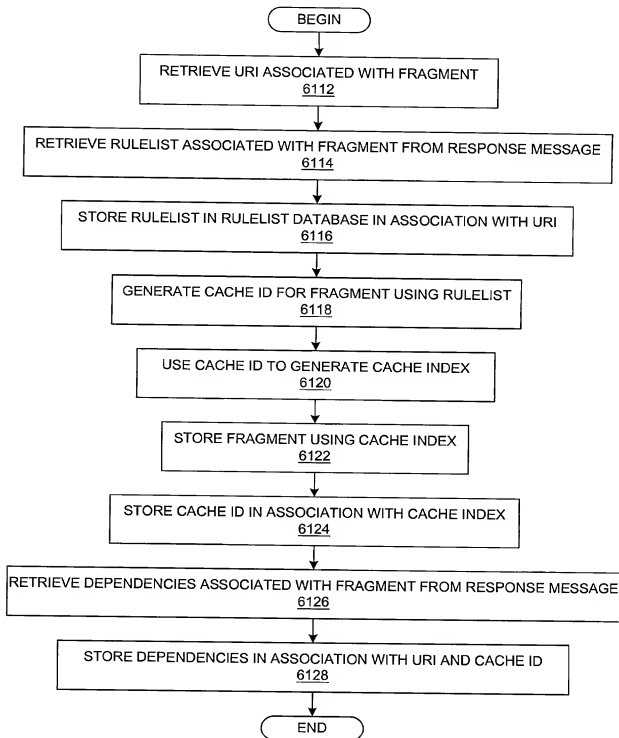 BEGIN
RETRIEVE URI ASSOCIATED WITH FRAGMENT
6112
RETRIEVE RULELIST ASSOCIATED WITH FRAGMENT FROM RESPONSE MESSAGE
6114
STORE RULELIST IN RULELIST DATABASE IN ASSOCIATION WITH URI
6116
GENERATE CACHE ID FOR FRAGMENT USING RULELIST
6118
USE CACHE ID TO GENERATE CACHE INDEX
6120
STORE FRAGMENT USING CACHE INDEX
6122
STORE CACHE ID IN ASSOCIATION WITH CACHE INDEX
6124
RETRIEVE DEPENDENCIES ASSOCIATED WITH FRAGMENT FROM RESPONSE MESSAGE
6126
STORE DEPENDENCIES IN ASSOCIATION WITH URI AND CACHE ID
6128
END